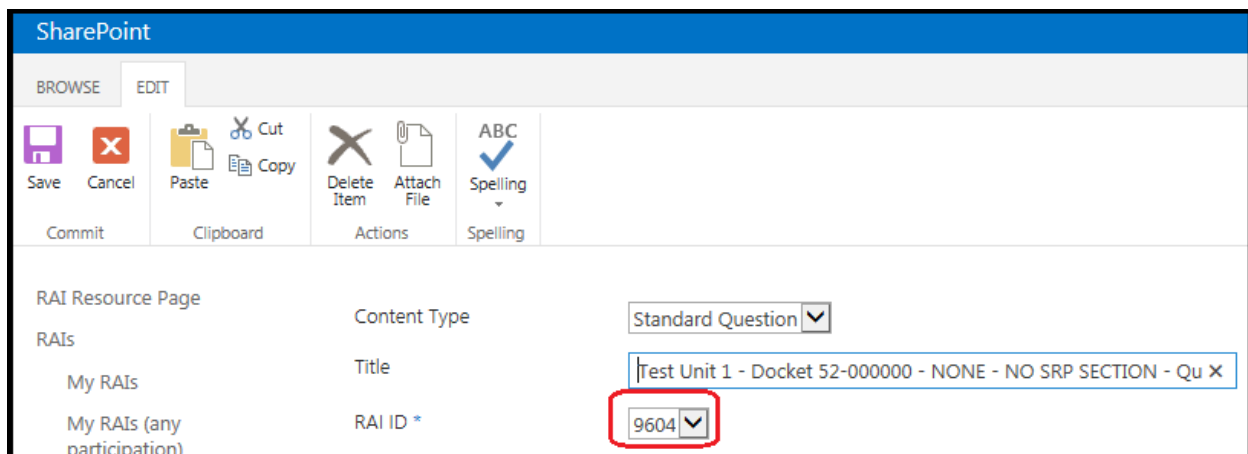 SharePoint
BROWSE EDIT
Save Cancel Paste Cut Copy Delete Item Attach File ABC Spelling
Commit Clipboard Actions Spelling
RAI Resource Page
RAIs
My RAIs
My RAIs (any
participation)
Content Type Standard Question
Title Test Unit 1 - Docket 52-000000 - NONE - NO SRP SECTION - Qu
RAI ID * 9604